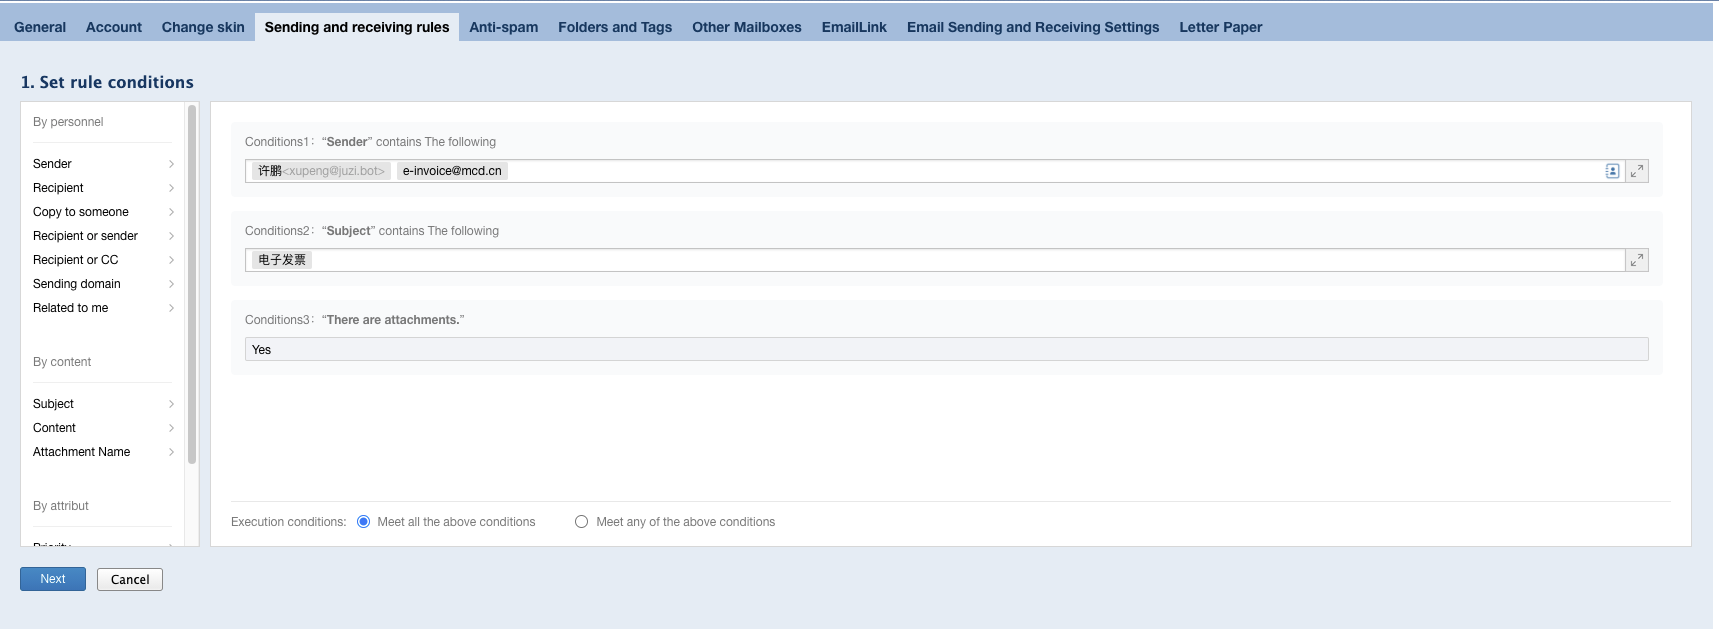 General Account Change skin Sending and receiving rules Anti-spam Folders and Tags Other Mailboxes EmailLink Email Sending and Receiving Settings Letter Paper
1. Set rule conditions
By personnel
Sender
Recipient
Copy to someone
Recipient or sender
Recipient or CC
Sending domain
Related to me
By content
Subject
Content
Attachment Name
By attribut
Priority
Conditions1: “Sender” contains The following
许鹏<xupeng@juzi.bot> e-invoice@mcd.cn
Conditions2: “Subject” contains The following
电子发票
Conditions3: “There are attachments.”
Yes
Execution conditions: Meet all the above conditions Meet any of the above conditions
Next Cancel